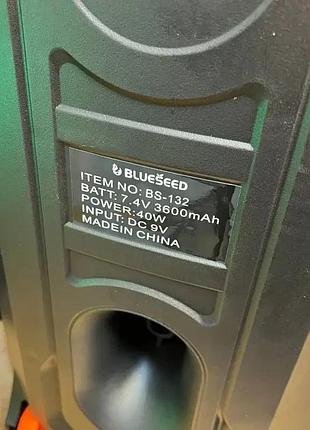 BLUESEED
ITEM NO: BS-132
BATT: 7.4V 3600mAh
POWER:40W
INPUT: DC 9V
MADEIN CHINA